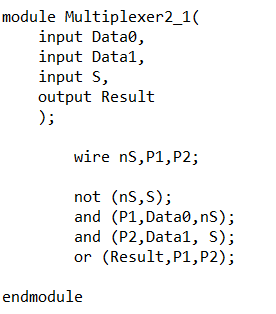 module Multiplexer2_1(
    input Data0,
    input Data1,
    input S,
    output Result
    );
        wire nS,P1,P2;
        not (nS,S);
        and (P1,Data0,nS);
        and (P2,Data1, S);
        or (Result,P1,P2);
endmodule